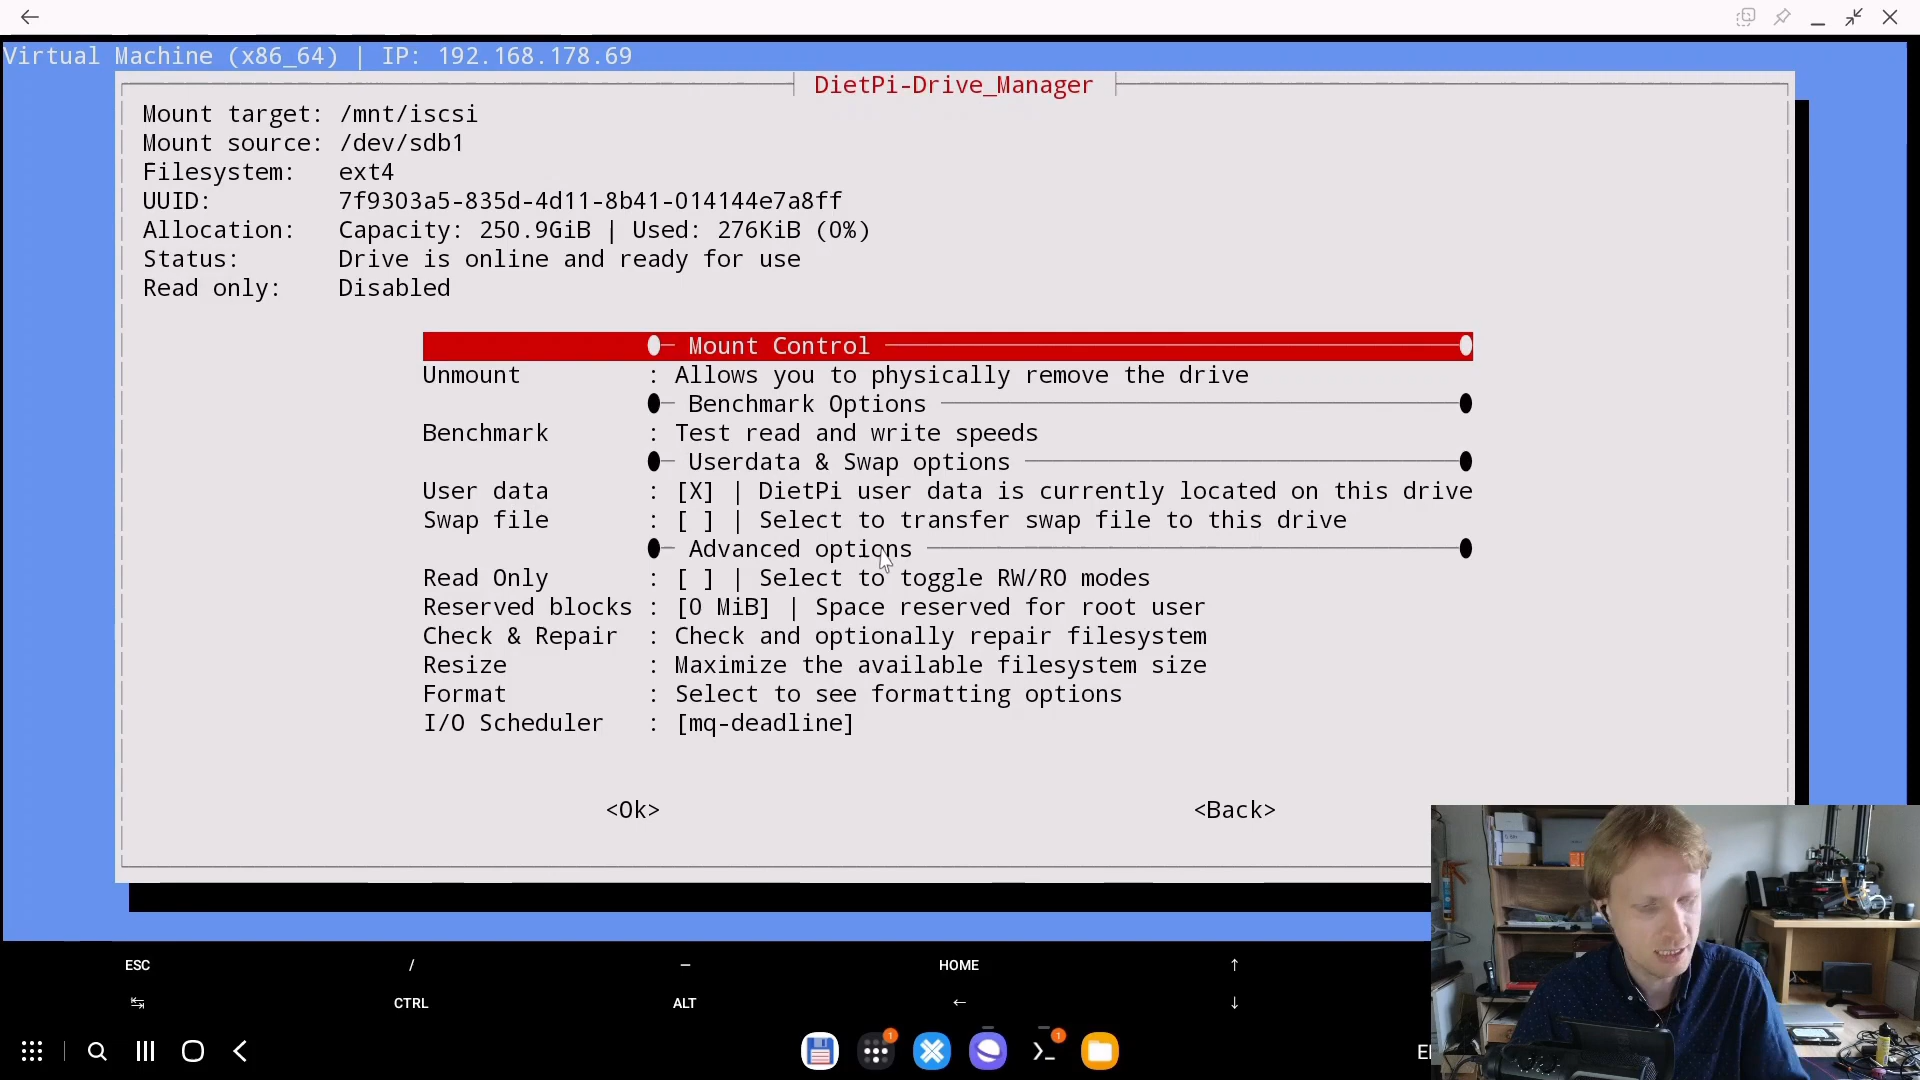 Virtual Machine (x86_64) | IP: 192.168.178.69
DietPi-Drive_Manager
Mount target: /mnt/iscsi
Mount source: /dev/sdb1
Filesystem: ext4
UUID: 7f9303a5-835d-4d11-8b41-014144e7a8ff
Allocation: Capacity: 250.9GiB | Used: 276KiB (0%)
Status: Drive is online and ready for use
Read only: Disabled
Mount Control
Unmount : Allows you to physically remove the drive
Benchmark Options
Benchmark : Test read and write speeds
Userdata & Swap options
User data : [X] | DietPi user data is currently located on this drive
Swap file : [ ] | Select to transfer swap file to this drive
Advanced options
Read Only : [ ] | Select to toggle RW/RO modes
Reserved blocks : [0 MiB] | Space reserved for root user
Check & Repair : Check and optionally repair filesystem
Resize : Maximize the available filesystem size
Format : Select to see formatting options
I/O Scheduler : [mq-deadline]
<Ok> <Back>
ESC / – HOME ↑
↹ CTRL ALT ← ↓
1 1